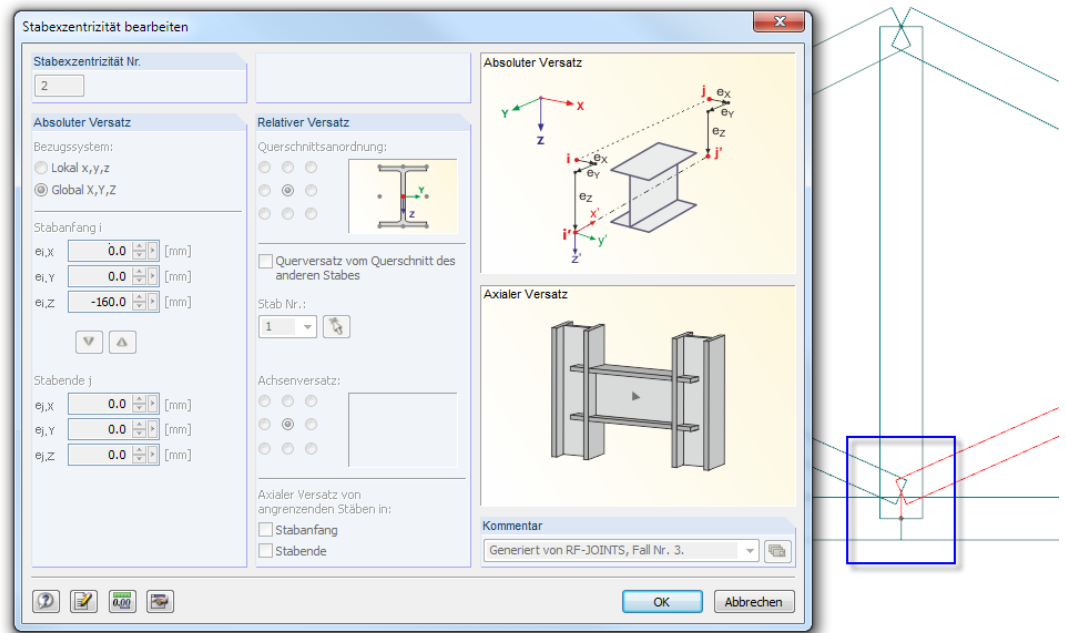 Stabexzentrizität bearbeiten
Stabexzentrizität Nr.
2
Absoluter Versatz
Bezugssystem:
Lokal x,y,z
Global X,Y,Z
Stabanfang i
ei,X 0.0 [mm]
ei,Y 0.0 [mm]
ei,Z -160.0 [mm]
Stabende j
ej,X 0.0 [mm]
ej,Y 0.0 [mm]
ej,Z 0.0 [mm]
Relativer Versatz
Querschnittsanordnung:
Y
Z
Querversatz vom Querschnitt des
anderen Stabes
Stab Nr.:
1
Achsenversatz:
Axialer Versatz von
angrenzenden Stäben in:
Stabanfang
Stabende
Absoluter Versatz
j eX
Y X eY
Z eZ
i eX j'
eY
eZ
x'
i' y'
z'
Axialer Versatz
Kommentar
Generiert von RF-JOINTS, Fall Nr. 3.
0.00
OK Abbrechen